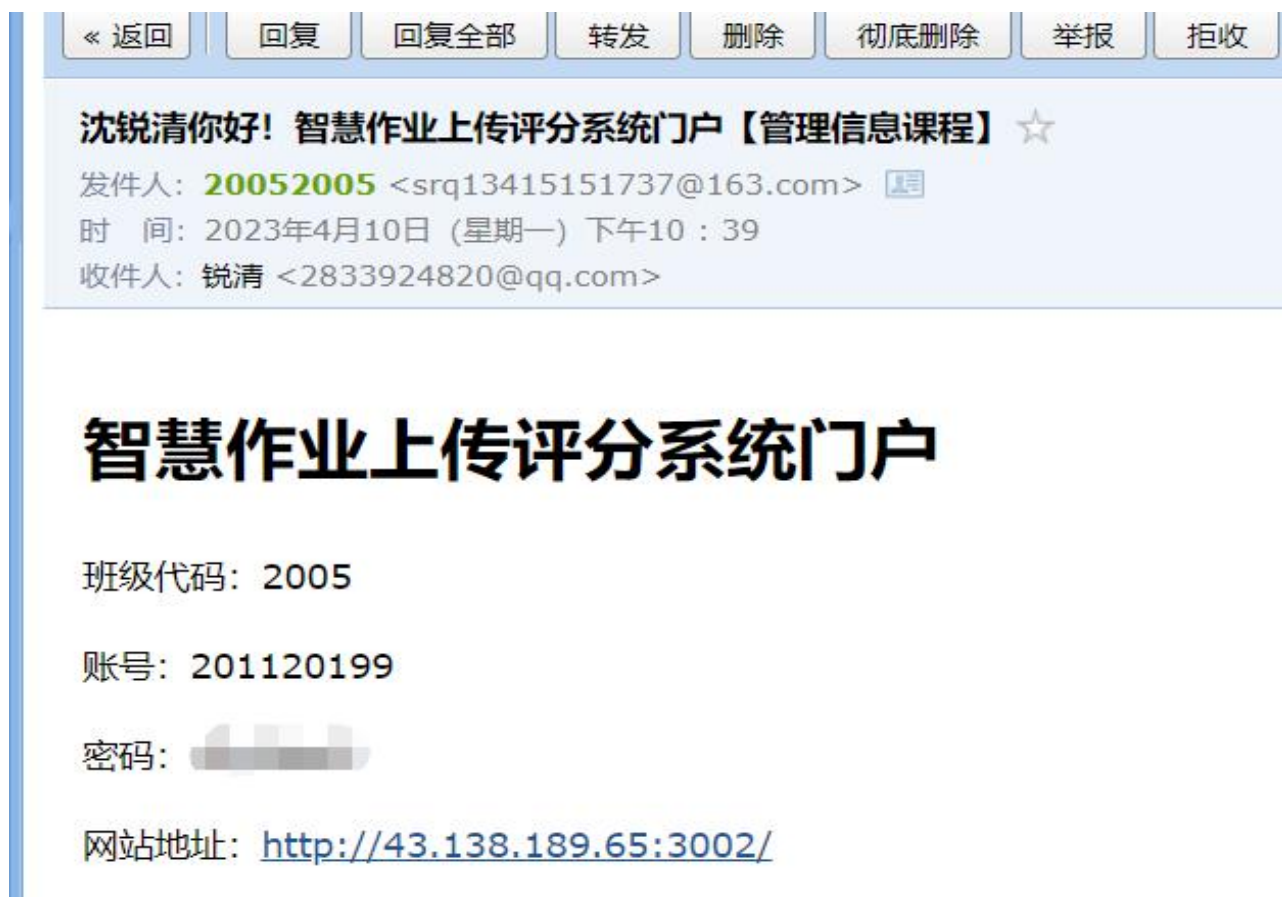 « 返回 回复 回复全部 转发 删除 彻底删除 举报 拒收
沈锐清你好！智慧作业上传评分系统门户【管理信息课程】
发件人：20052005 <srq13415151737@163.com>
时 间：2023年4月10日 (星期一) 下午10：39
收件人：锐清 <2833924820@qq.com>
智慧作业上传评分系统门户
班级代码：2005
账号：201120199
密码：
网站地址：http://43.138.189.65:3002/